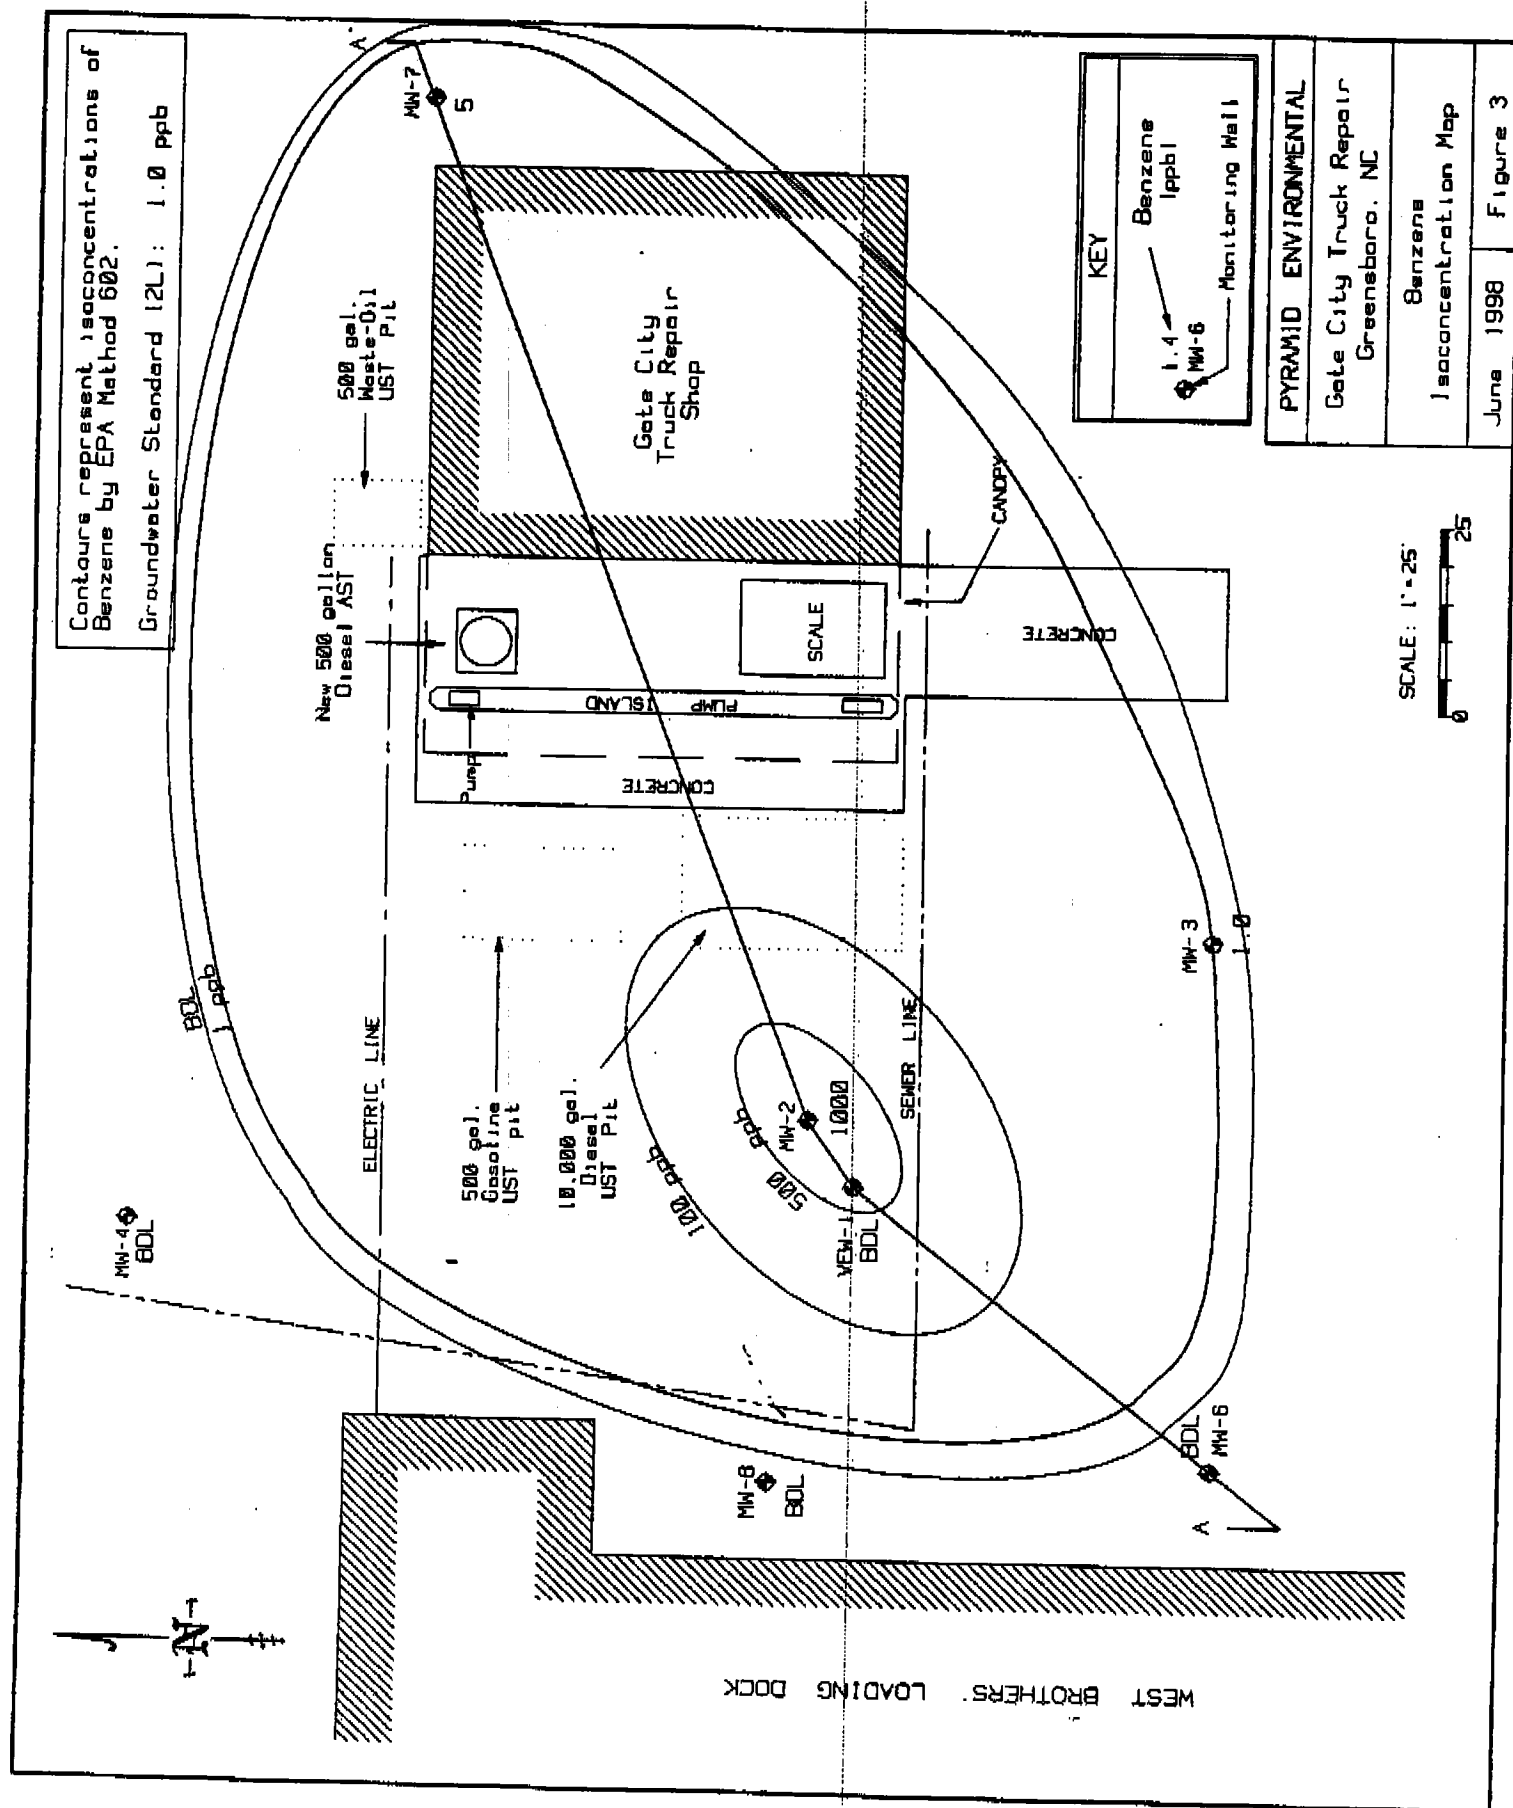 Contours represent isoconcentrations of
Benzene by EPA Method 602.
Groundwater Standard (2L): 1.0 ppb
A'
MW-7
5
500 gal.
Waste-Oil
UST Pit
Gate City
Truck Repair
Shop
New 500 gallon
Diesel AST
SCALE
CANOPY
CONCRETE
PUMP ISLAND
Pump
CONCRETE
BDL
1 ppb
ELECTRIC LINE
500 gal.
Gasoline
UST pit
10,000 gal.
Diesel
UST Pit
100 ppb
500 ppb
MW-2
1000
VEW-1
BDL
SEWER LINE
MW-3
1.0
MW-4
BDL
MW-8
BDL
BDL
MW-6
A
N
WEST BROTHERS' LOADING DOCK
KEY
Benzene
(ppb)
1.4
MW-6
Monitoring Well
SCALE: 1"=25'
0
25
PYRAMID ENVIRONMENTAL
Gate City Truck Repair
Greensboro, NC
Benzene
Isoconcentration Map
June 1998
Figure 3